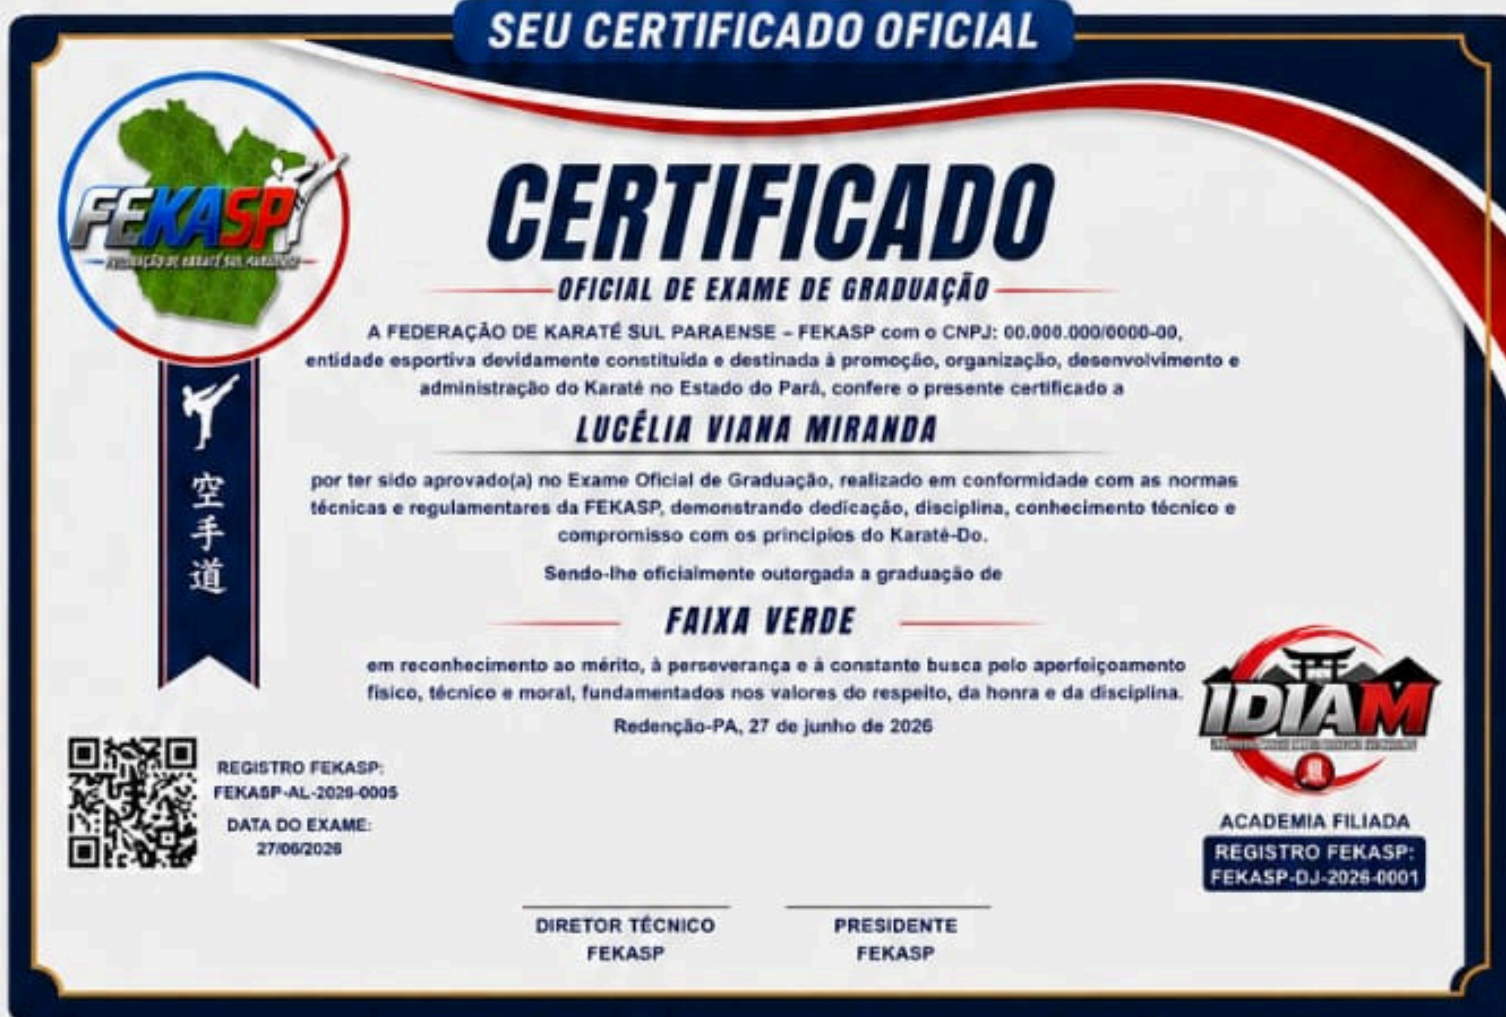 SEU CERTIFICADO OFICIAL
FEKASP
FEDERAÇÃO DE KARATÉ SUL PARAENSE
空
手
道
CERTIFICADO
OFICIAL DE EXAME DE GRADUAÇÃO
A FEDERAÇÃO DE KARATÉ SUL PARAENSE – FEKASP com o CNPJ: 00.000.000/0000-00,
entidade esportiva devidamente constituída e destinada à promoção, organização, desenvolvimento e
administração do Karatê no Estado do Pará, confere o presente certificado a
LUCÉLIA VIANA MIRANDA
por ter sido aprovado(a) no Exame Oficial de Graduação, realizado em conformidade com as normas
técnicas e regulamentares da FEKASP, demonstrando dedicação, disciplina, conhecimento técnico e
compromisso com os princípios do Karatê-Do.
Sendo-lhe oficialmente outorgada a graduação de
FAIXA VERDE
em reconhecimento ao mérito, à perseverança e à constante busca pelo aperfeiçoamento
físico, técnico e moral, fundamentados nos valores do respeito, da honra e da disciplina.
Redenção-PA, 27 de junho de 2026
REGISTRO FEKASP:
FEKASP-AL-2026-0005
DATA DO EXAME:
27/06/2026
IDIAM
ACADEMIA FILIADA
REGISTRO FEKASP:
FEKASP-DJ-2026-0001
DIRETOR TÉCNICO
FEKASP
PRESIDENTE
FEKASP